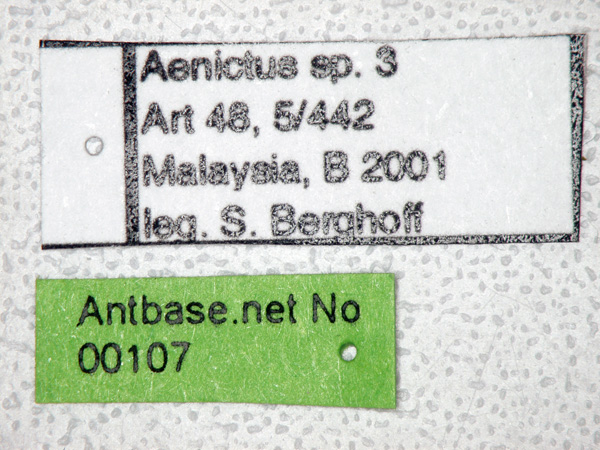 Aenictus sp. 3
Art 48, 5/442
Malaysia, B 2001
leg. S. Berghoff
Antbase.net No
00107